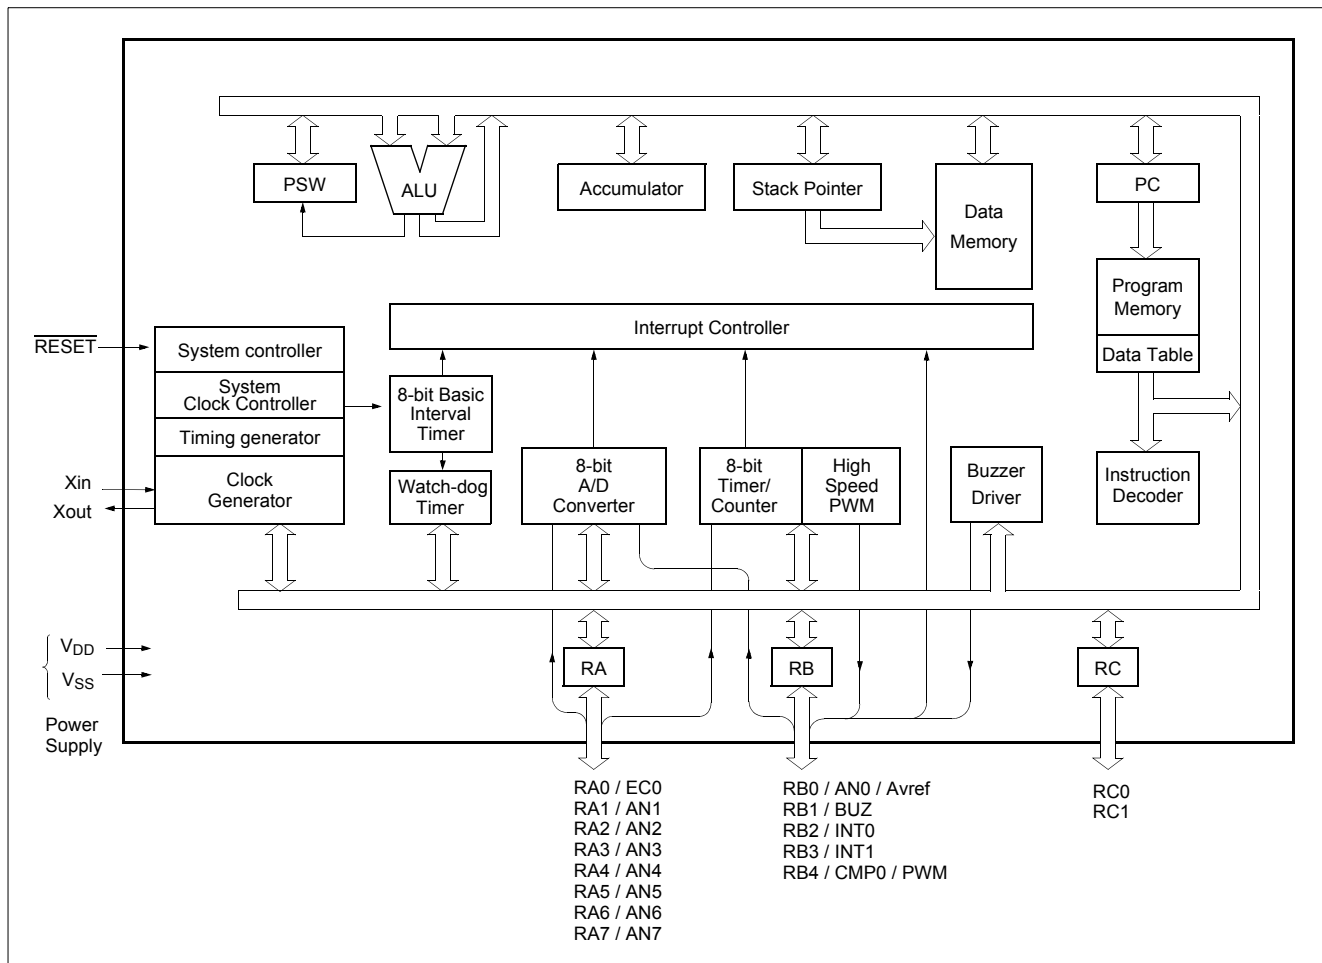 PSW
ALU
Accumulator
Stack Pointer
Data
Memory
PC
Program
Memory
Data Table
Instruction
Decoder
Interrupt Controller
RESET
System controller
System
Clock Controller
Timing generator
Clock
Generator
Xin
Xout
8-bit Basic
Interval
Timer
Watch-dog
Timer
8-bit
A/D
Converter
8-bit
Timer/
Counter
High
Speed
PWM
Buzzer
Driver
VDD
VSS
Power
Supply
RA
RB
RC
RA0 / EC0
RA1 / AN1
RA2 / AN2
RA3 / AN3
RA4 / AN4
RA5 / AN5
RA6 / AN6
RA7 / AN7
RB0 / AN0 / Avref
RB1 / BUZ
RB2 / INT0
RB3 / INT1
RB4 / CMP0 / PWM
RC0
RC1